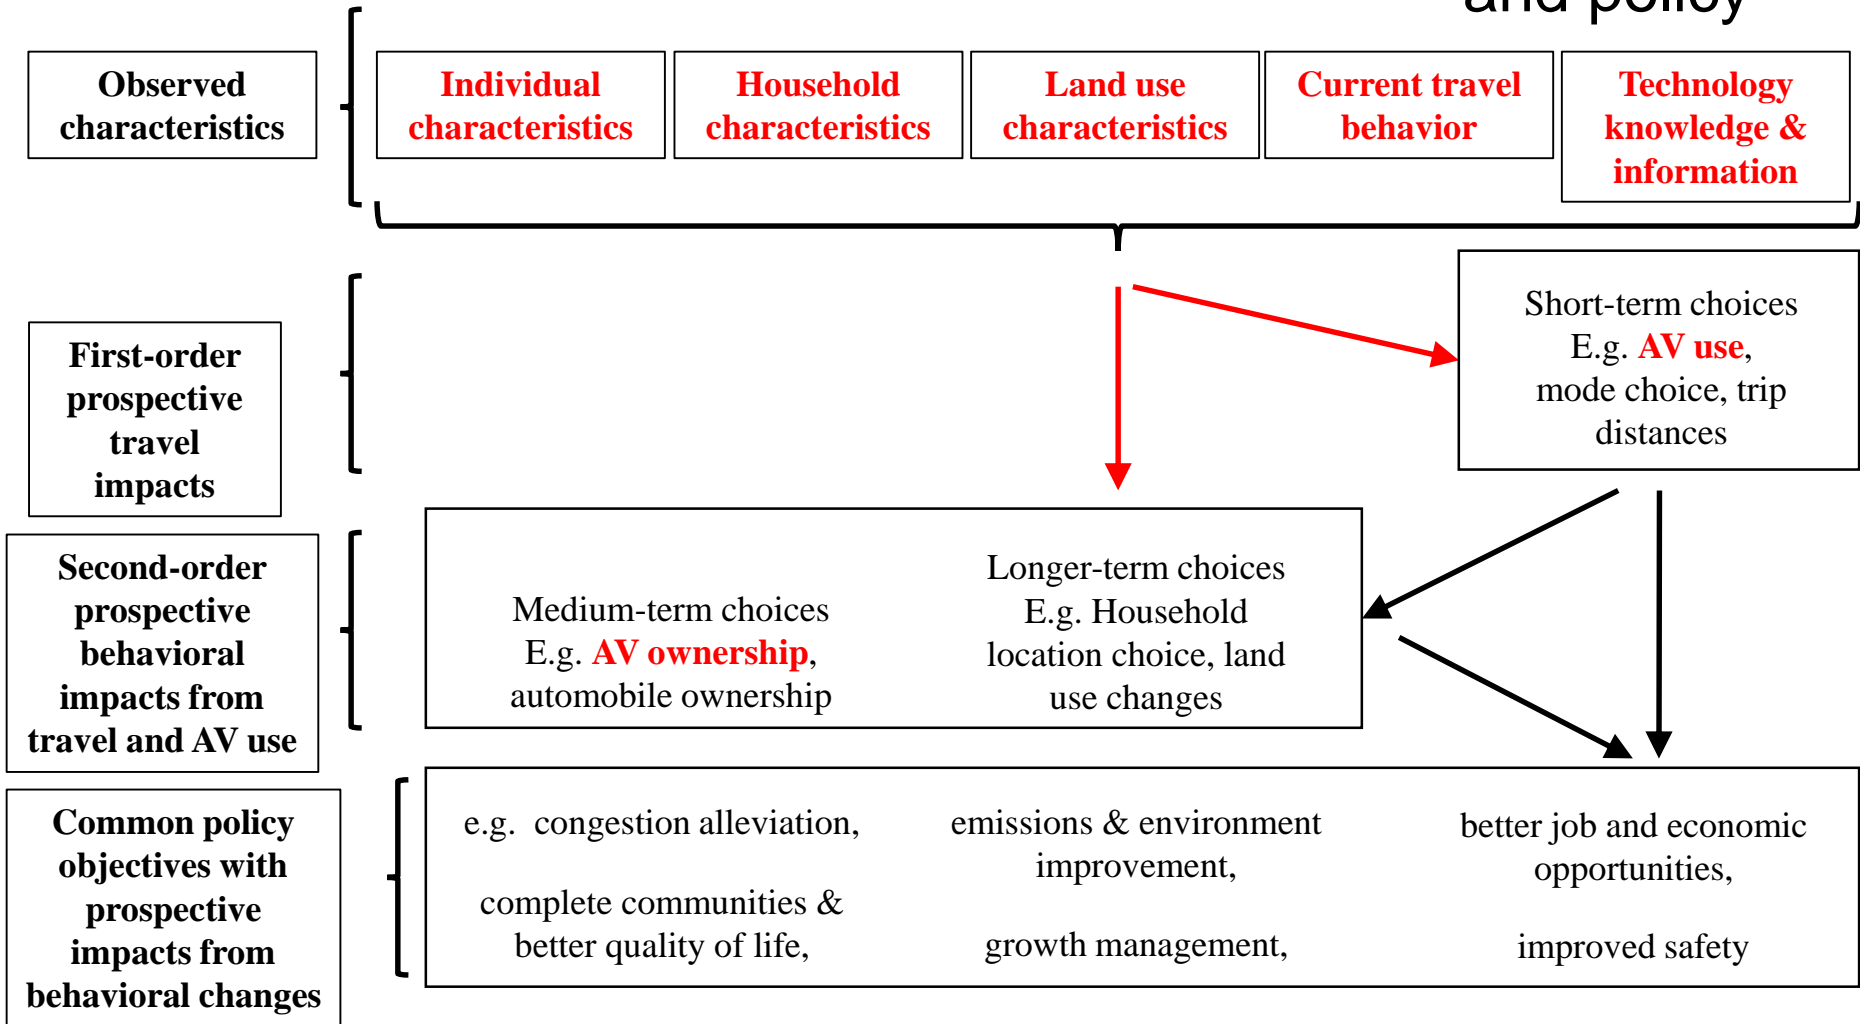 and policy
Observed
characteristics
Individual
characteristics
Household
characteristics
Land use
characteristics
Current travel
behavior
Technology
knowledge &
information
First-order
prospective
travel
impacts
Short-term choices
E.g. AV use,
mode choice, trip
distances
Second-order
prospective
behavioral
impacts from
travel and AV use
Medium-term choices
E.g. AV ownership,
automobile ownership
Longer-term choices
E.g. Household
location choice, land
use changes
Common policy
objectives with
prospective
impacts from
behavioral changes
e.g. congestion alleviation,
complete communities &
better quality of life,
emissions & environment
improvement,
growth management,
better job and economic
opportunities,
improved safety